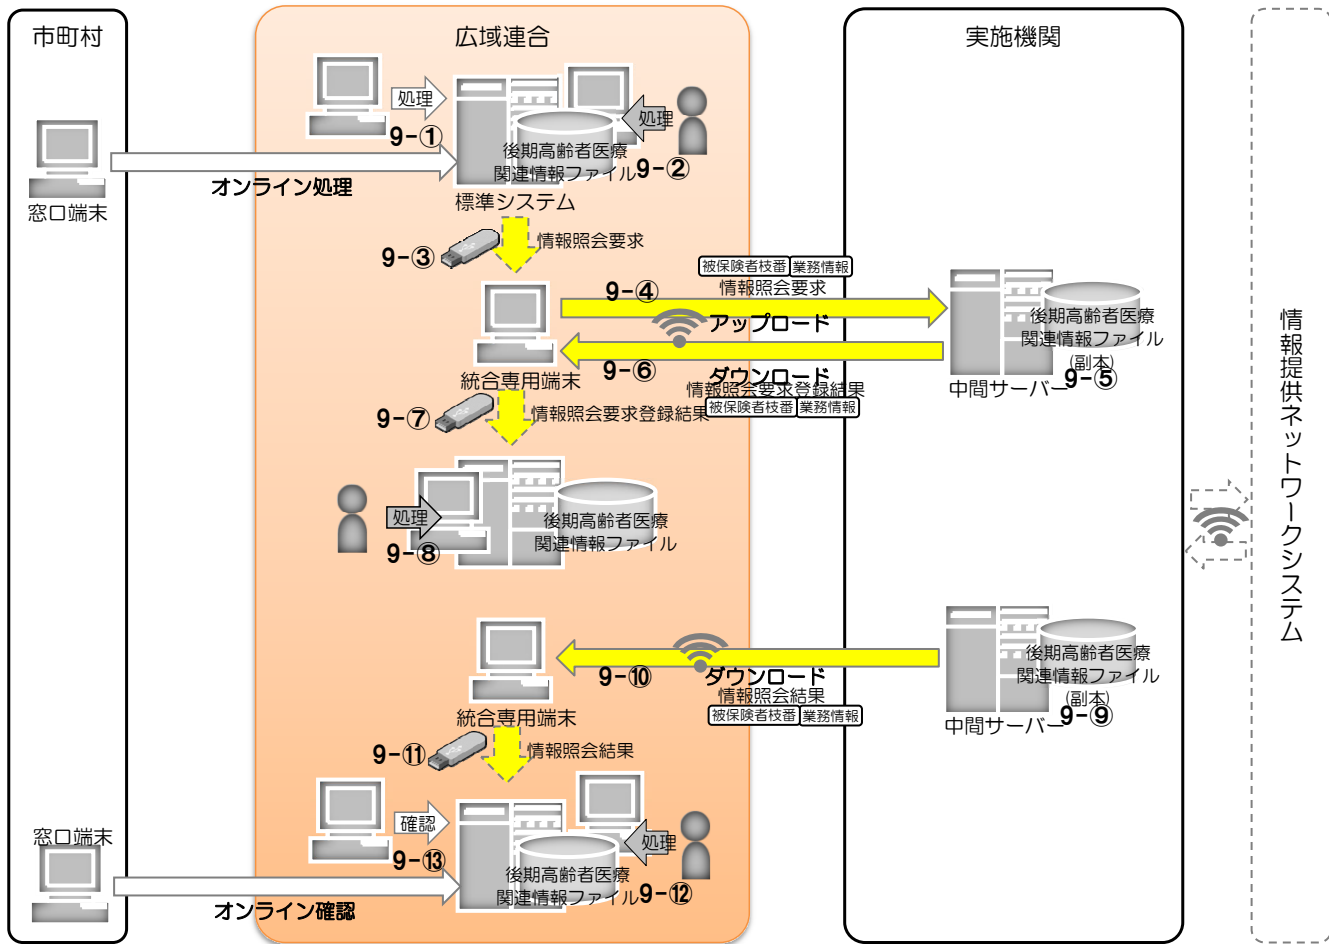 市町村
広域連合
実施機関
処理
9-①
処理
後期高齢者医療
関連情報ファイル
9-②
オンライン処理
窓口端末
標準システム
9-③
情報照会要求
被保険者枝番
業務情報
9-④
情報照会要求
アップロード
後期高齢者医療
関連情報ファイル
(副本)
9-⑤
中間サーバー
9-⑥
ダウンロード
情報照会要求登録結果
被保険者枝番
業務情報
統合専用端末
9-⑦
情報照会要求登録結果
処理
9-⑧
後期高齢者医療
関連情報ファイル
情報提供ネットワークシステム
後期高齢者医療
関連情報ファイル
(副本)
9-⑨
中間サーバー
9-⑩
ダウンロード
情報照会結果
被保険者枝番
業務情報
統合専用端末
9-⑪
情報照会結果
確認
9-⑬
処理
後期高齢者医療
関連情報ファイル
9-⑫
窓口端末
オンライン確認